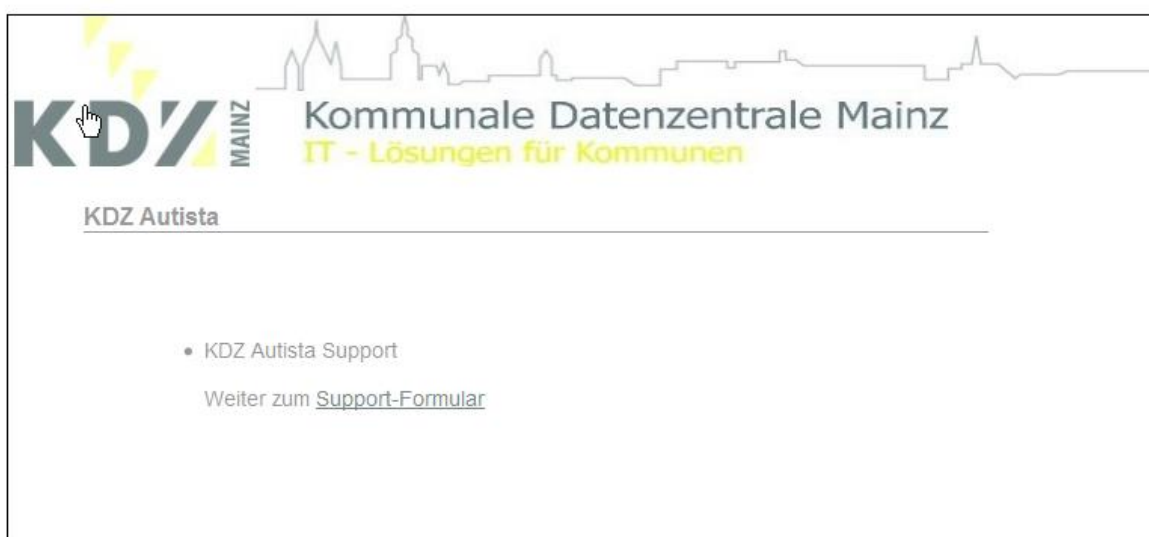 KDZ MAINZ
Kommunale Datenzentrale Mainz
IT - Lösungen für Kommunen
KDZ Autista
• KDZ Autista Support
Weiter zum Support-Formular